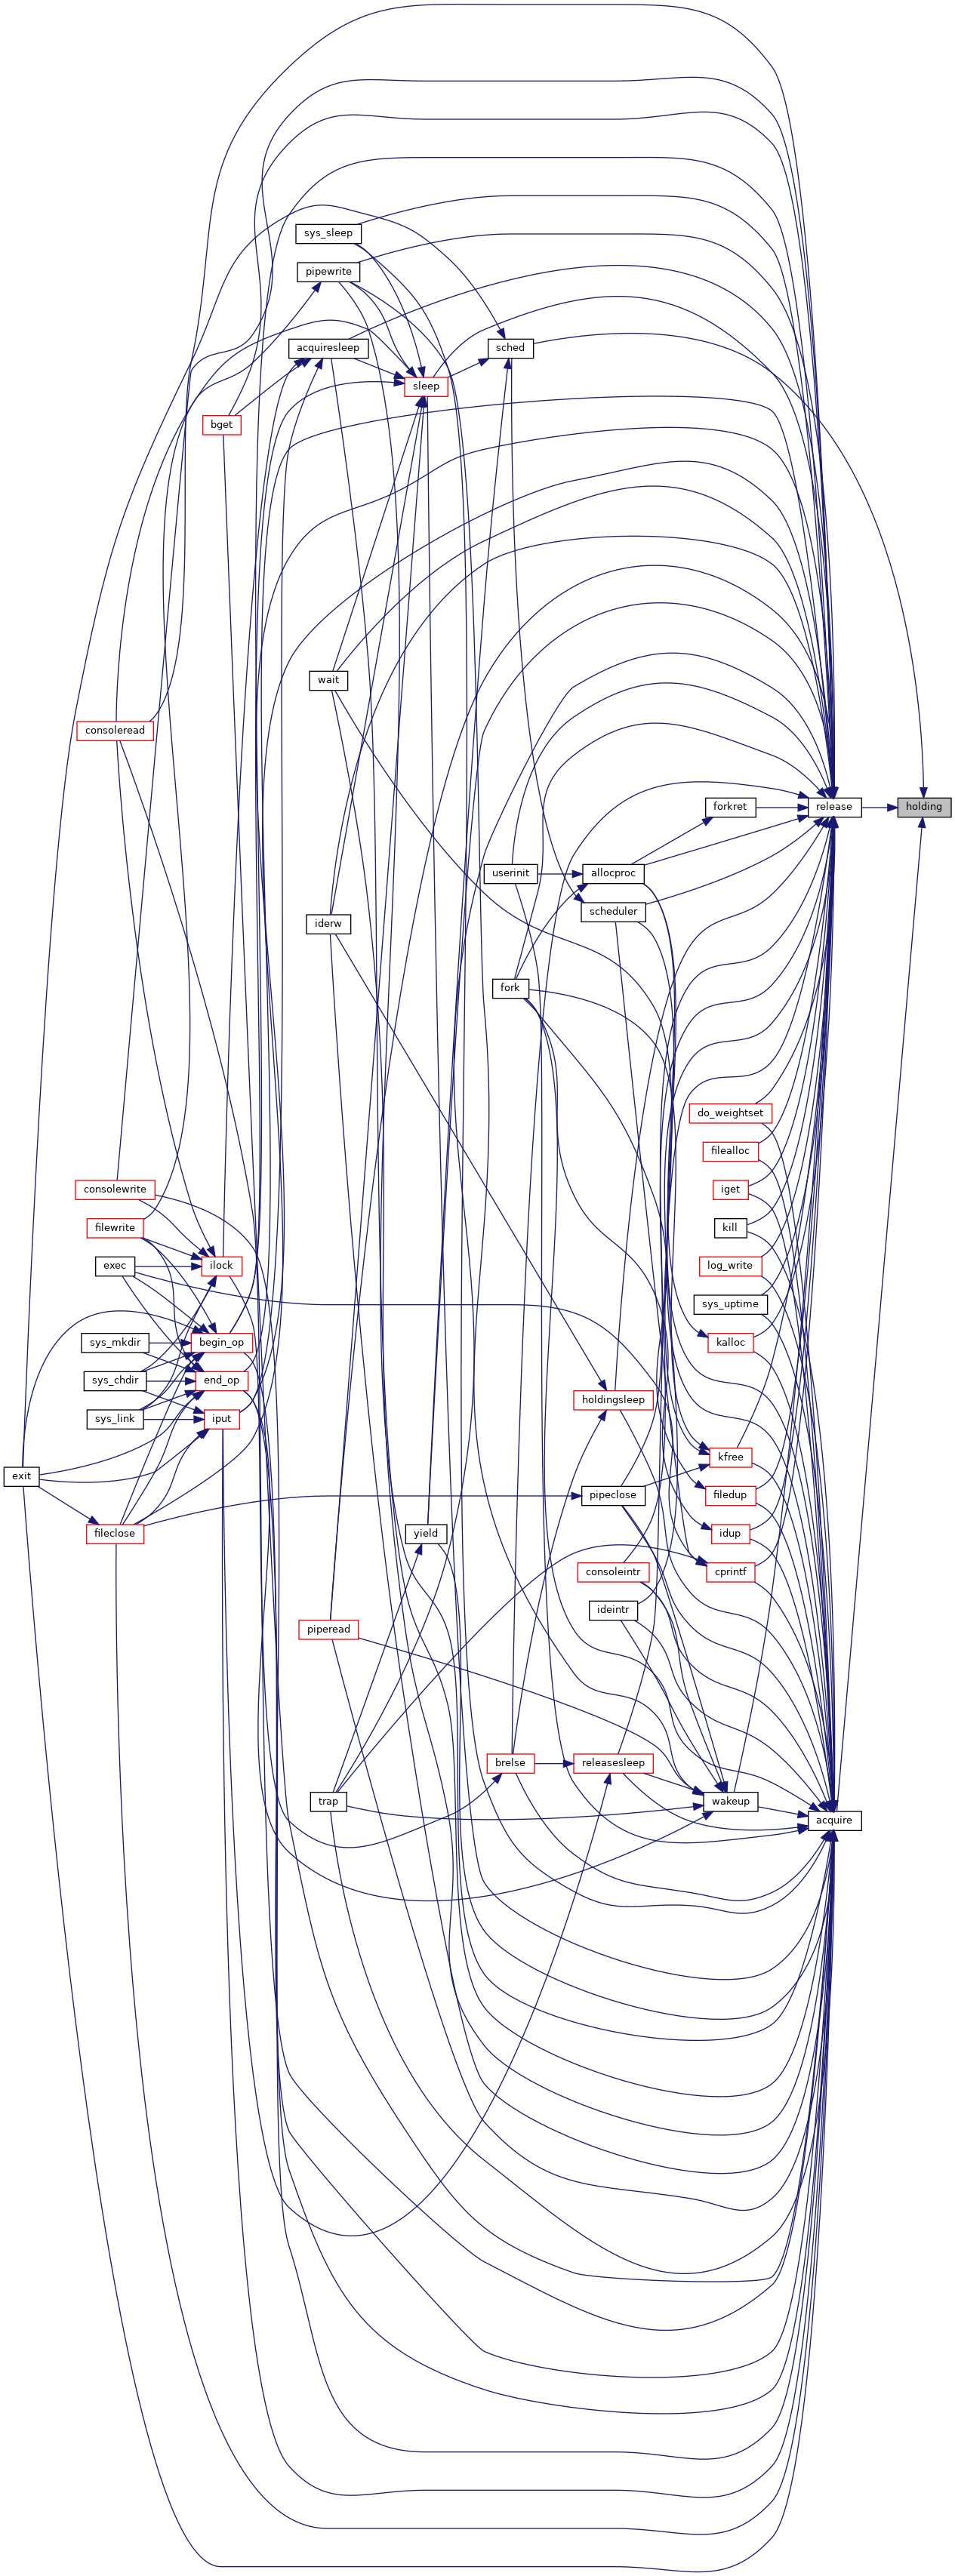 sys_sleep
pipewrite
acquiresleep
sched
sleep
bget
wait
consoleread
forkret
release
holding
userinit
allocproc
scheduler
iderw
fork
do_weightset
filealloc
iget
consolewrite
kill
filewrite
exec
ilock
log_write
sys_uptime
sys_mkdir
begin_op
kalloc
sys_chdir
end_op
holdingsleep
sys_link
iput
kfree
exit
pipeclose
filedup
fileclose
yield
idup
consoleintr
cprintf
ideintr
piperead
brelse
releasesleep
trap
wakeup
acquire